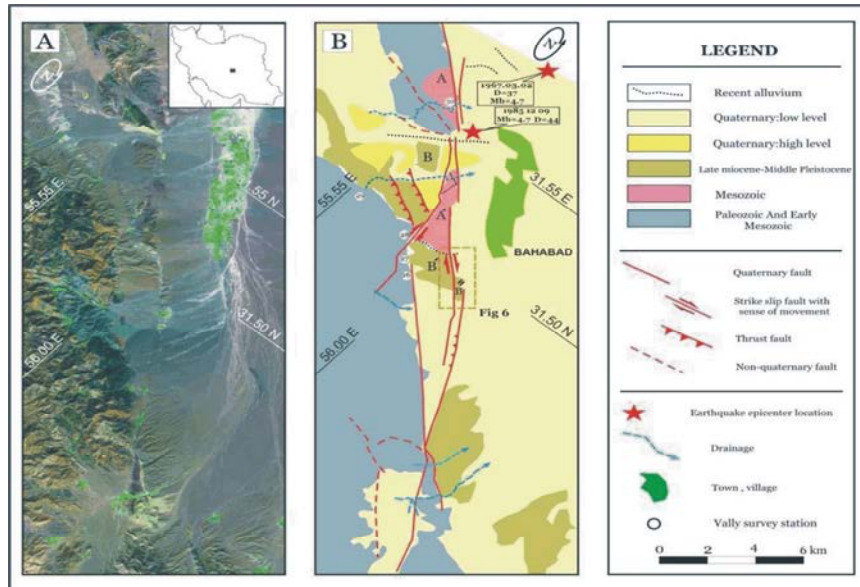 A
N
55.55 E
31.55 N
31.50 N
56.00 E
B
N
A
1967.03.02
D=37
Mb=4.7
1985 12 09
Mb=4.7 D=44
B
55.55 E
31.55 E
A
BAHABAD
B
B
Fig 6
56.00 E
31.50 N
LEGEND
Recent alluvium
Quaternary:low level
Quaternary:high level
Late miocene-Middle Pleistocene
Mesozoic
Paleozoic And Early
Mesozoic
Quaternary fault
Strike slip fault with
sense of movement
Thrust fault
Non-quaternary fault
Earthquake epicenter location
Drainage
Town , village
Vally survey station
0 2 4 6
km